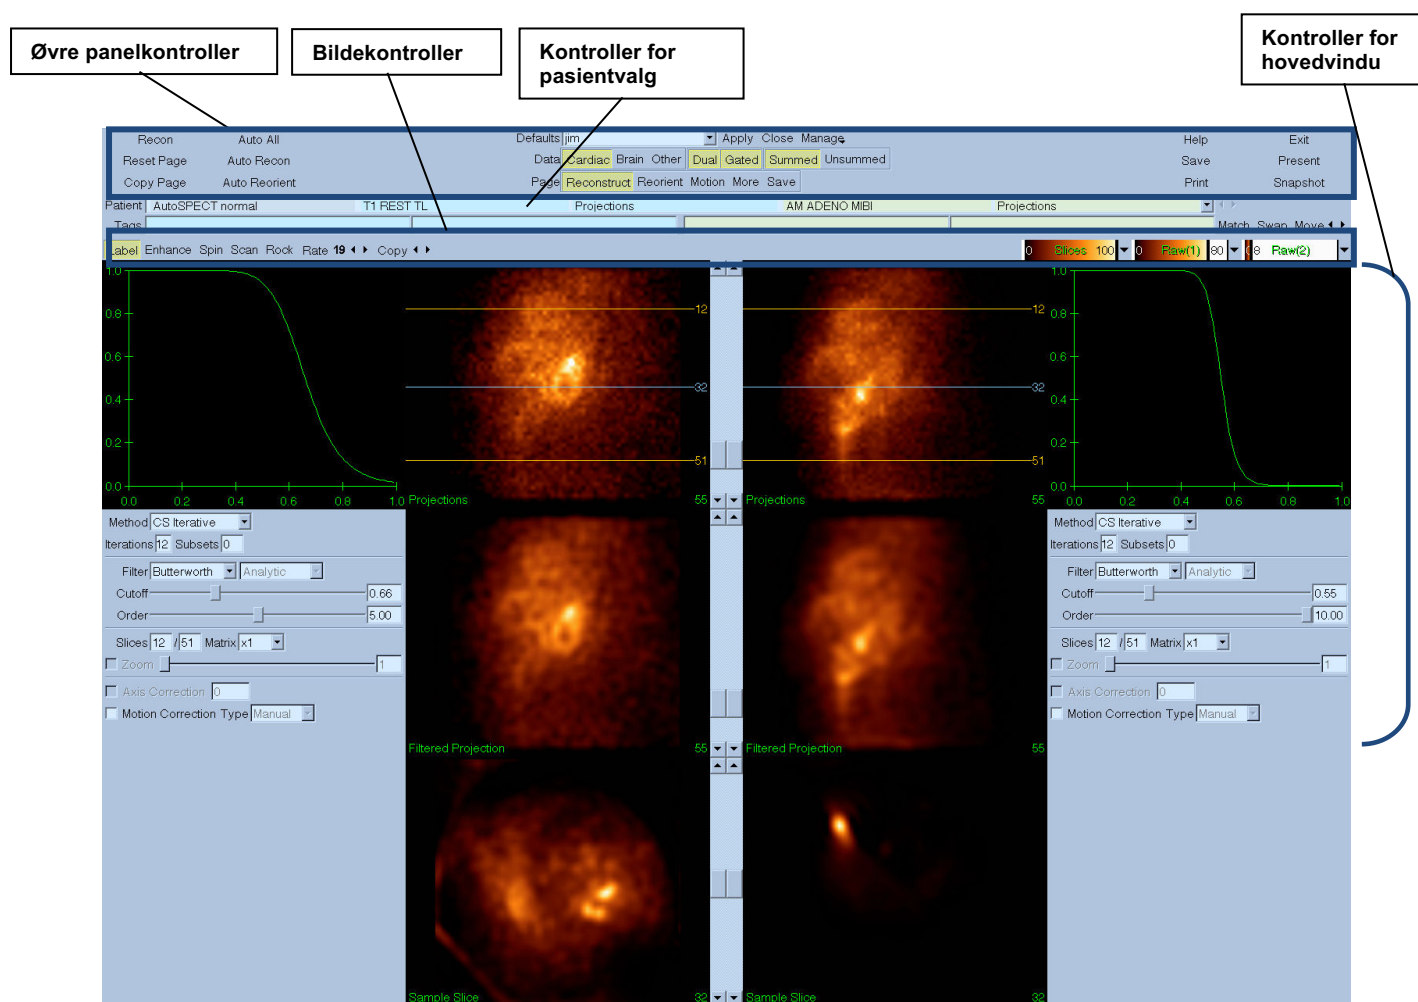 Øvre panelkontroller
Bildekontroller
Kontroller for
pasientvalg
Kontroller for
hovedvindu
Recon Auto All Defaults jim Apply Close Manage Help Exit
Reset Page Auto Recon Data Cardiac Brain Other Dual Gated Summed Unsummed Save Present
Copy Page Auto Reorient Page Reconstruct Reorient Motion More Save Print Snapshot
Patient AutoSPECT normal T1 REST TL Projections AM ADENO MIBI Projections
Tags Match Swap Move
Label Enhance Spin Scan Rock Rate 19 Copy 0 Slices 100 0 Raw(1) 80 Raw(2)
1.0 1.0
12 12
0.8 0.8
0.6 0.6
32 32
0.4 0.4
0.2 0.2
51 51
0.0 0.0
0.0 0.2 0.4 0.6 0.8 1.0 Projections 55 Projections 55 0.0 0.2 0.4 0.6 0.8 1.0
Method CS Iterative Method CS Iterative
Iterations 12 Subsets 0 Iterations 12 Subsets 0
Filter Butterworth Analytic Filter Butterworth Analytic
Cutoff 0.66 Cutoff 0.55
Order 5.00 Order 10.00
Slices 12 / 51 Matrix x1 Slices 12 / 51 Matrix x1
Zoom 1 Zoom 1
Axis Correction 0 Axis Correction 0
Motion Correction Type Manual Motion Correction Type Manual
Filtered Projection 55 Filtered Projection 55
Sample Slice 32 Sample Slice 32